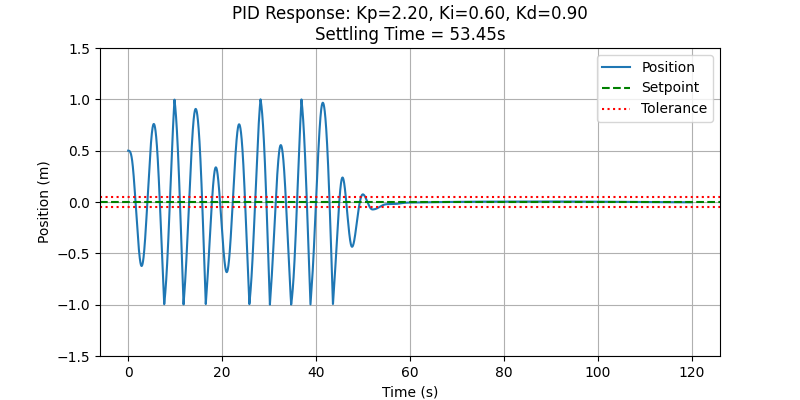 PID Response: Kp=2.20, Ki=0.60, Kd=0.90
Settling Time = 53.45s
Position
Setpoint
Tolerance
1.5
1.0
0.5
0.0
−0.5
−1.0
−1.5
Position (m)
0 20 40 60 80 100 120
Time (s)